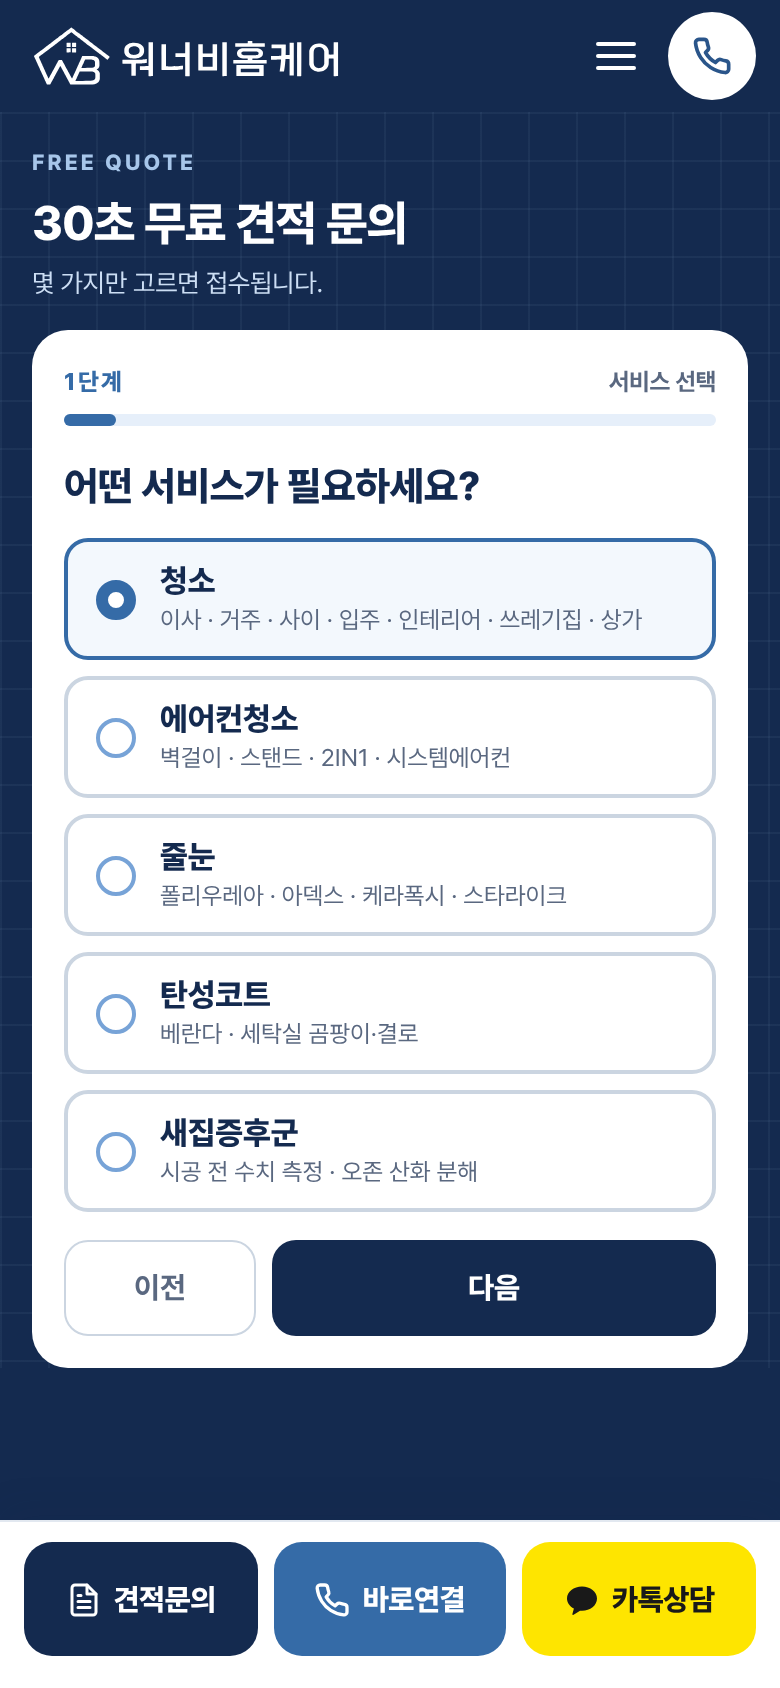 WB 워너비홈케어
FREE QUOTE
30초 무료 견적 문의
몇 가지만 고르면 접수됩니다.
1단계 서비스 선택
어떤 서비스가 필요하세요?
청소
이사 · 거주 · 사이 · 입주 · 인테리어 · 쓰레기집 · 상가
에어컨청소
벽걸이 · 스탠드 · 2IN1 · 시스템에어컨
줄눈
폴리우레아 · 아덱스 · 케라폭시 · 스타라이크
탄성코트
베란다 · 세탁실 곰팡이·결로
새집증후군
시공 전 수치 측정 · 오존 산화 분해
이전 다음
견적문의 바로연결 카톡상담